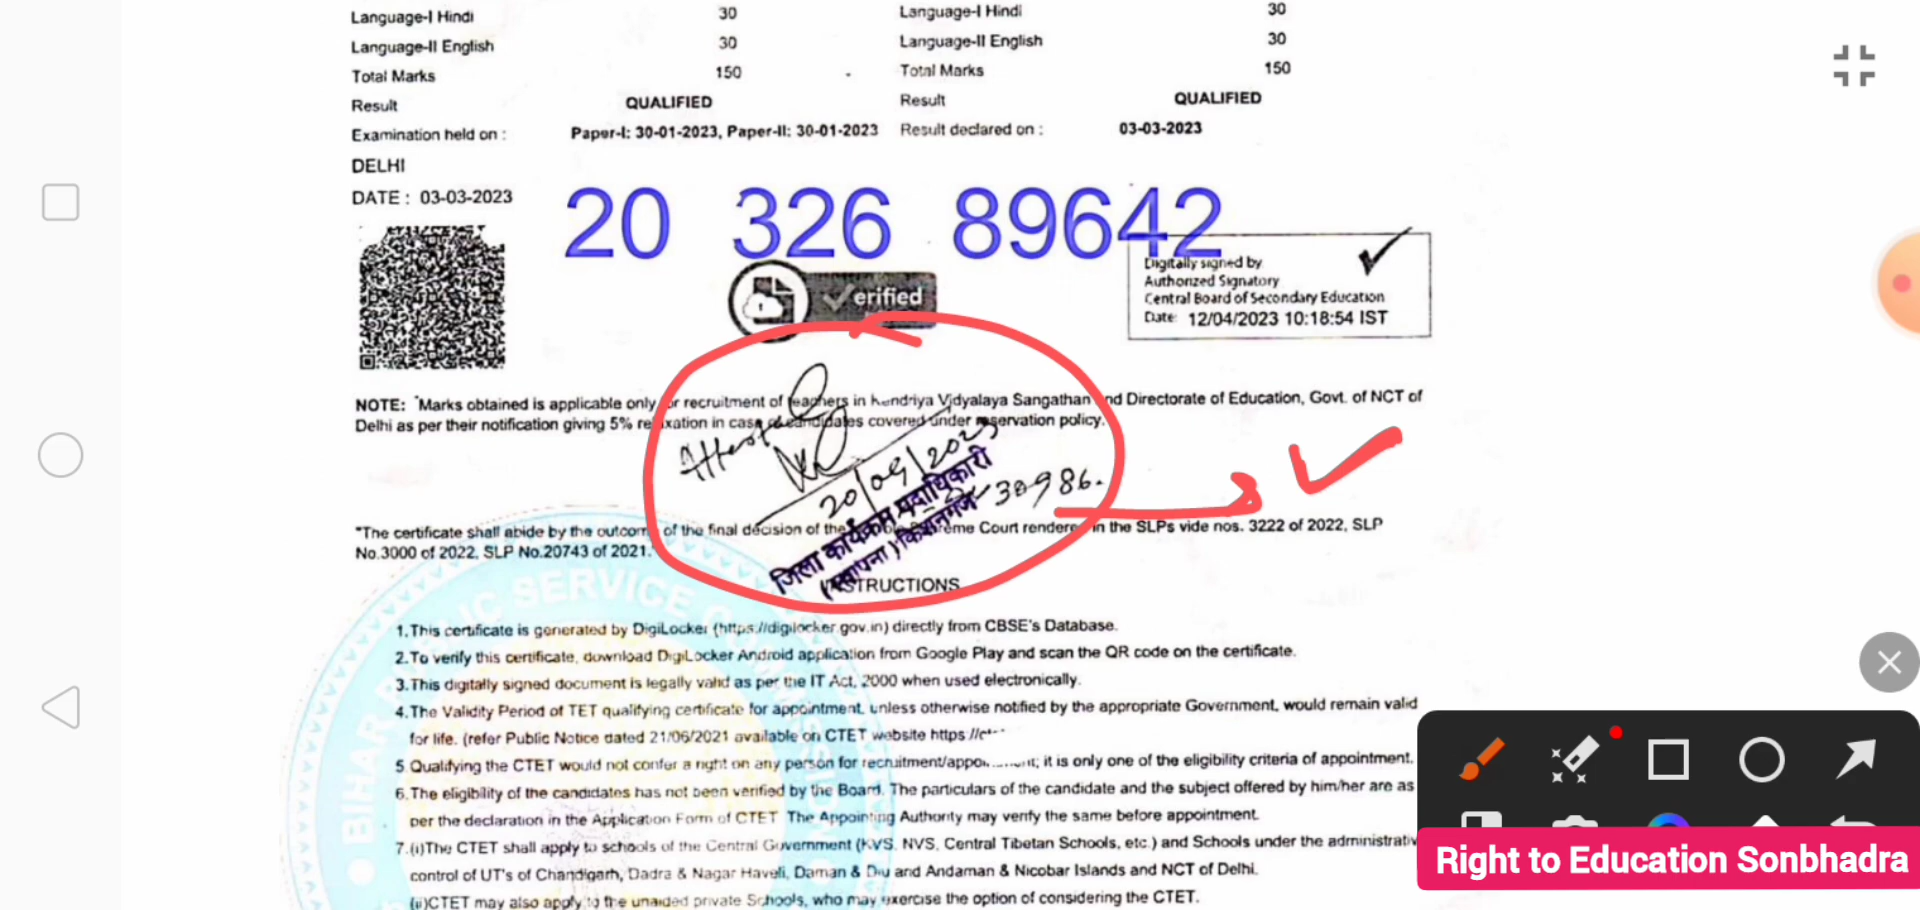 Language-I Hindi 30 Language-I Hindi 30
Language-II English 30 Language-II English 30
Total Marks 150 Total Marks 150
Result QUALIFIED Result QUALIFIED
Examination held on : Paper-I: 30-01-2023, Paper-II: 30-01-2023 Result declared on : 03-03-2023
DELHI
DATE : 03-03-2023
20 326 89642
erified
Digitally signed by
Authorized Signatory
Central Board of Secondary Education
Date: 12/04/2023 10:18:54 IST
NOTE: "Marks obtained is applicable only for recruitment of teachers in Kendriya Vidyalaya Sangathan and Directorate of Education, Govt. of NCT of
Delhi as per their notification giving 5% relaxation in case of candidates covered under reservation policy.
20/09/2023
30986.
जिला कार्यक्रम पदाधिकारी
(स्थापना) किशनगंज
"The certificate shall abide by the outcome of the final decision of the Supreme Court rendered in the SLPs vide nos. 3222 of 2022, SLP
No.3000 of 2022, SLP No.20743 of 2021."
INSTRUCTIONS
1.This certificate is generated by DigiLocker (https://digilocker.gov.in) directly from CBSE's Database.
2.To verify this certificate, download DigiLocker Android application from Google Play and scan the QR code on the certificate.
3.This digitally signed document is legally valid as per the IT Act, 2000 when used electronically.
4.The Validity Period of TET qualifying certificate for appointment, unless otherwise notified by the appropriate Government, would remain valid
for life. (refer Public Notice dated 21/06/2021 available on CTET website https://
5.Qualifying the CTET would not confer a right on any person for recruitment/appointment; it is only one of the eligibility criteria of appointment.
6.The eligibility of the candidates has not been verified by the Board. The particulars of the candidate and the subject offered by him/her are as
per the declaration in the Application Form of CTET The Appointing Authority may verify the same before appointment.
7.(i)The CTET shall apply to schools of the Central Government (KVS, NVS, Central Tibetan Schools, etc.) and Schools under the administrativ
control of UT's of Chandigarh, Dadra & Nagar Haveli, Daman & Diu and Andaman & Nicobar Islands and NCT of Delhi.
(ii)CTET may also apply to the unaided private Schools, who may exercise the option of considering the CTET.
BIHAR PUBLIC SERVICE COMMISSION
Right to Education Sonbhadra